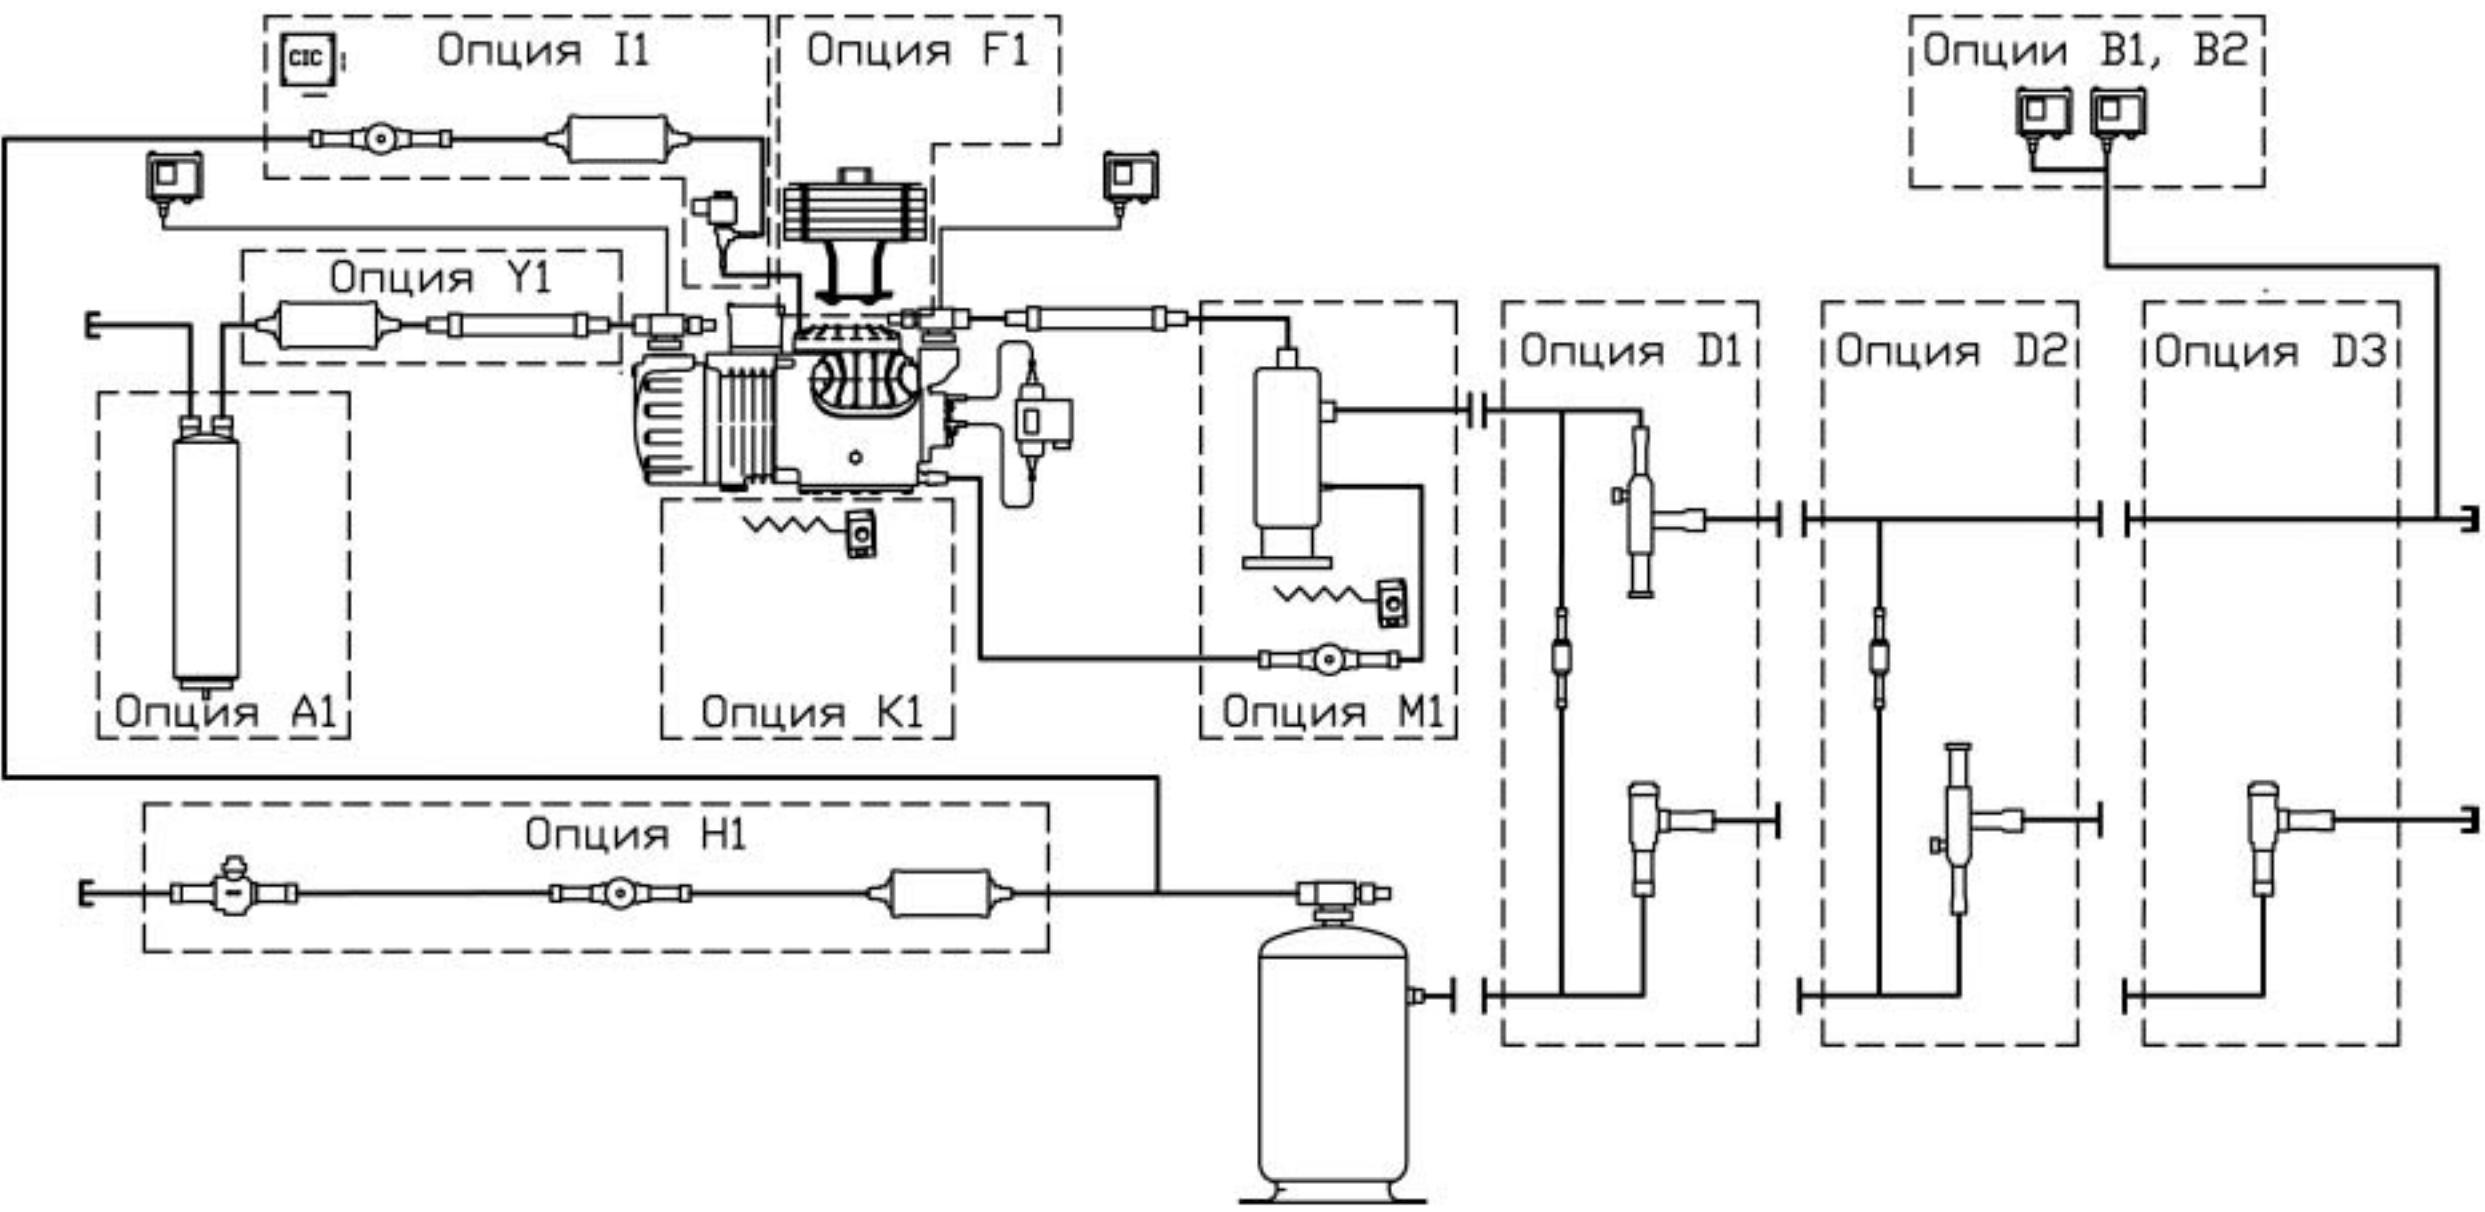 CIC
Опция I1
Опция F1
Опции B1, B2
Опция Y1
Опция D1
Опция D2
Опция D3
Опция A1
Опция K1
Опция M1
Опция H1